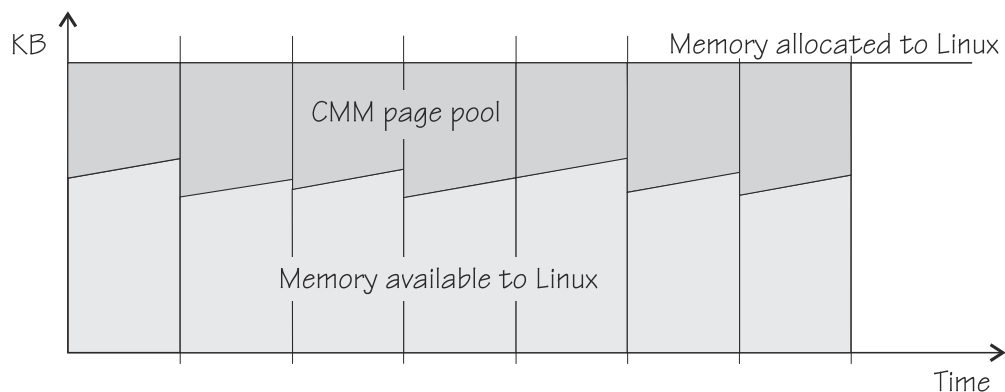 KB
Memory allocated to Linux
CMM page pool
Memory available to Linux
Time